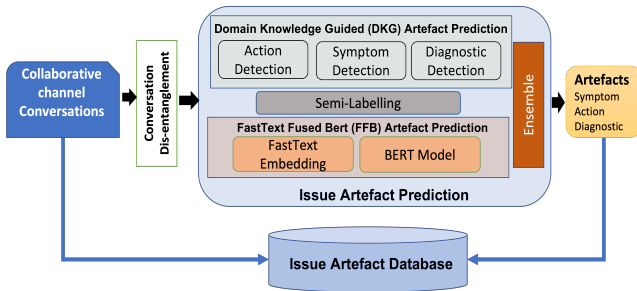 Collaborative
channel
Conversations
Conversation
Dis-entanglement
Domain Knowledge Guided (DKG) Artefact Prediction
Action
Detection
Symptom
Detection
Diagnostic
Detection
Semi-Labelling
FastText Fused Bert (FFB) Artefact Prediction
FastText
Embedding
BERT Model
Issue Artefact Prediction
Ensemble
Artefacts
Symptom
Action
Diagnostic
Issue Artefact Database